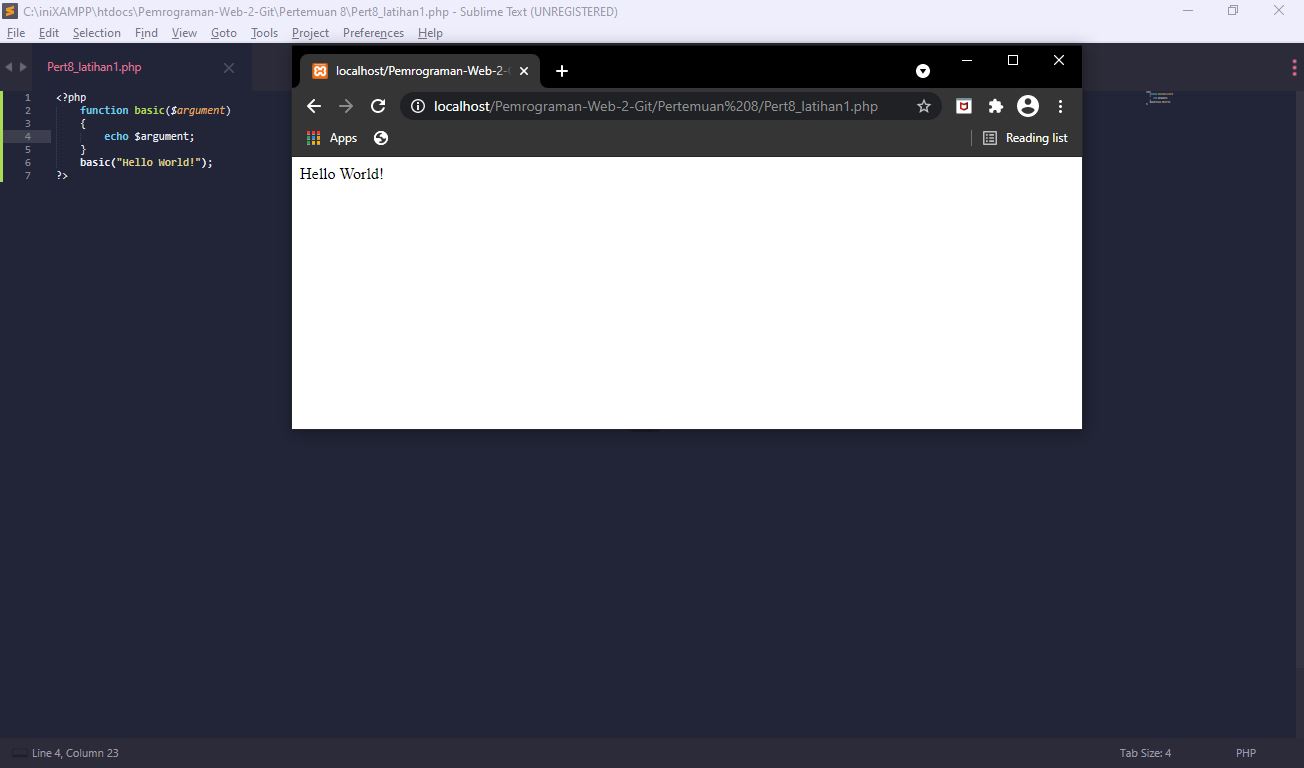 C:\iniXAMPP\htdocs\Pemrograman-Web-2-Git\Pertemuan 8\Pert8_latihan1.php - Sublime Text (UNREGISTERED)
File Edit Selection Find View Goto Tools Project Preferences Help
Pert8_latihan1.php
1 <?php
2 function basic($argument)
3 {
4 echo $argument;
5 }
6 basic("Hello World!");
7 ?>
localhost/Pemrograman-Web-2-
localhost/Pemrograman-Web-2-Git/Pertemuan%208/Pert8_latihan1.php
Apps Reading list
Hello World!
Line 4, Column 23 Tab Size: 4 PHP